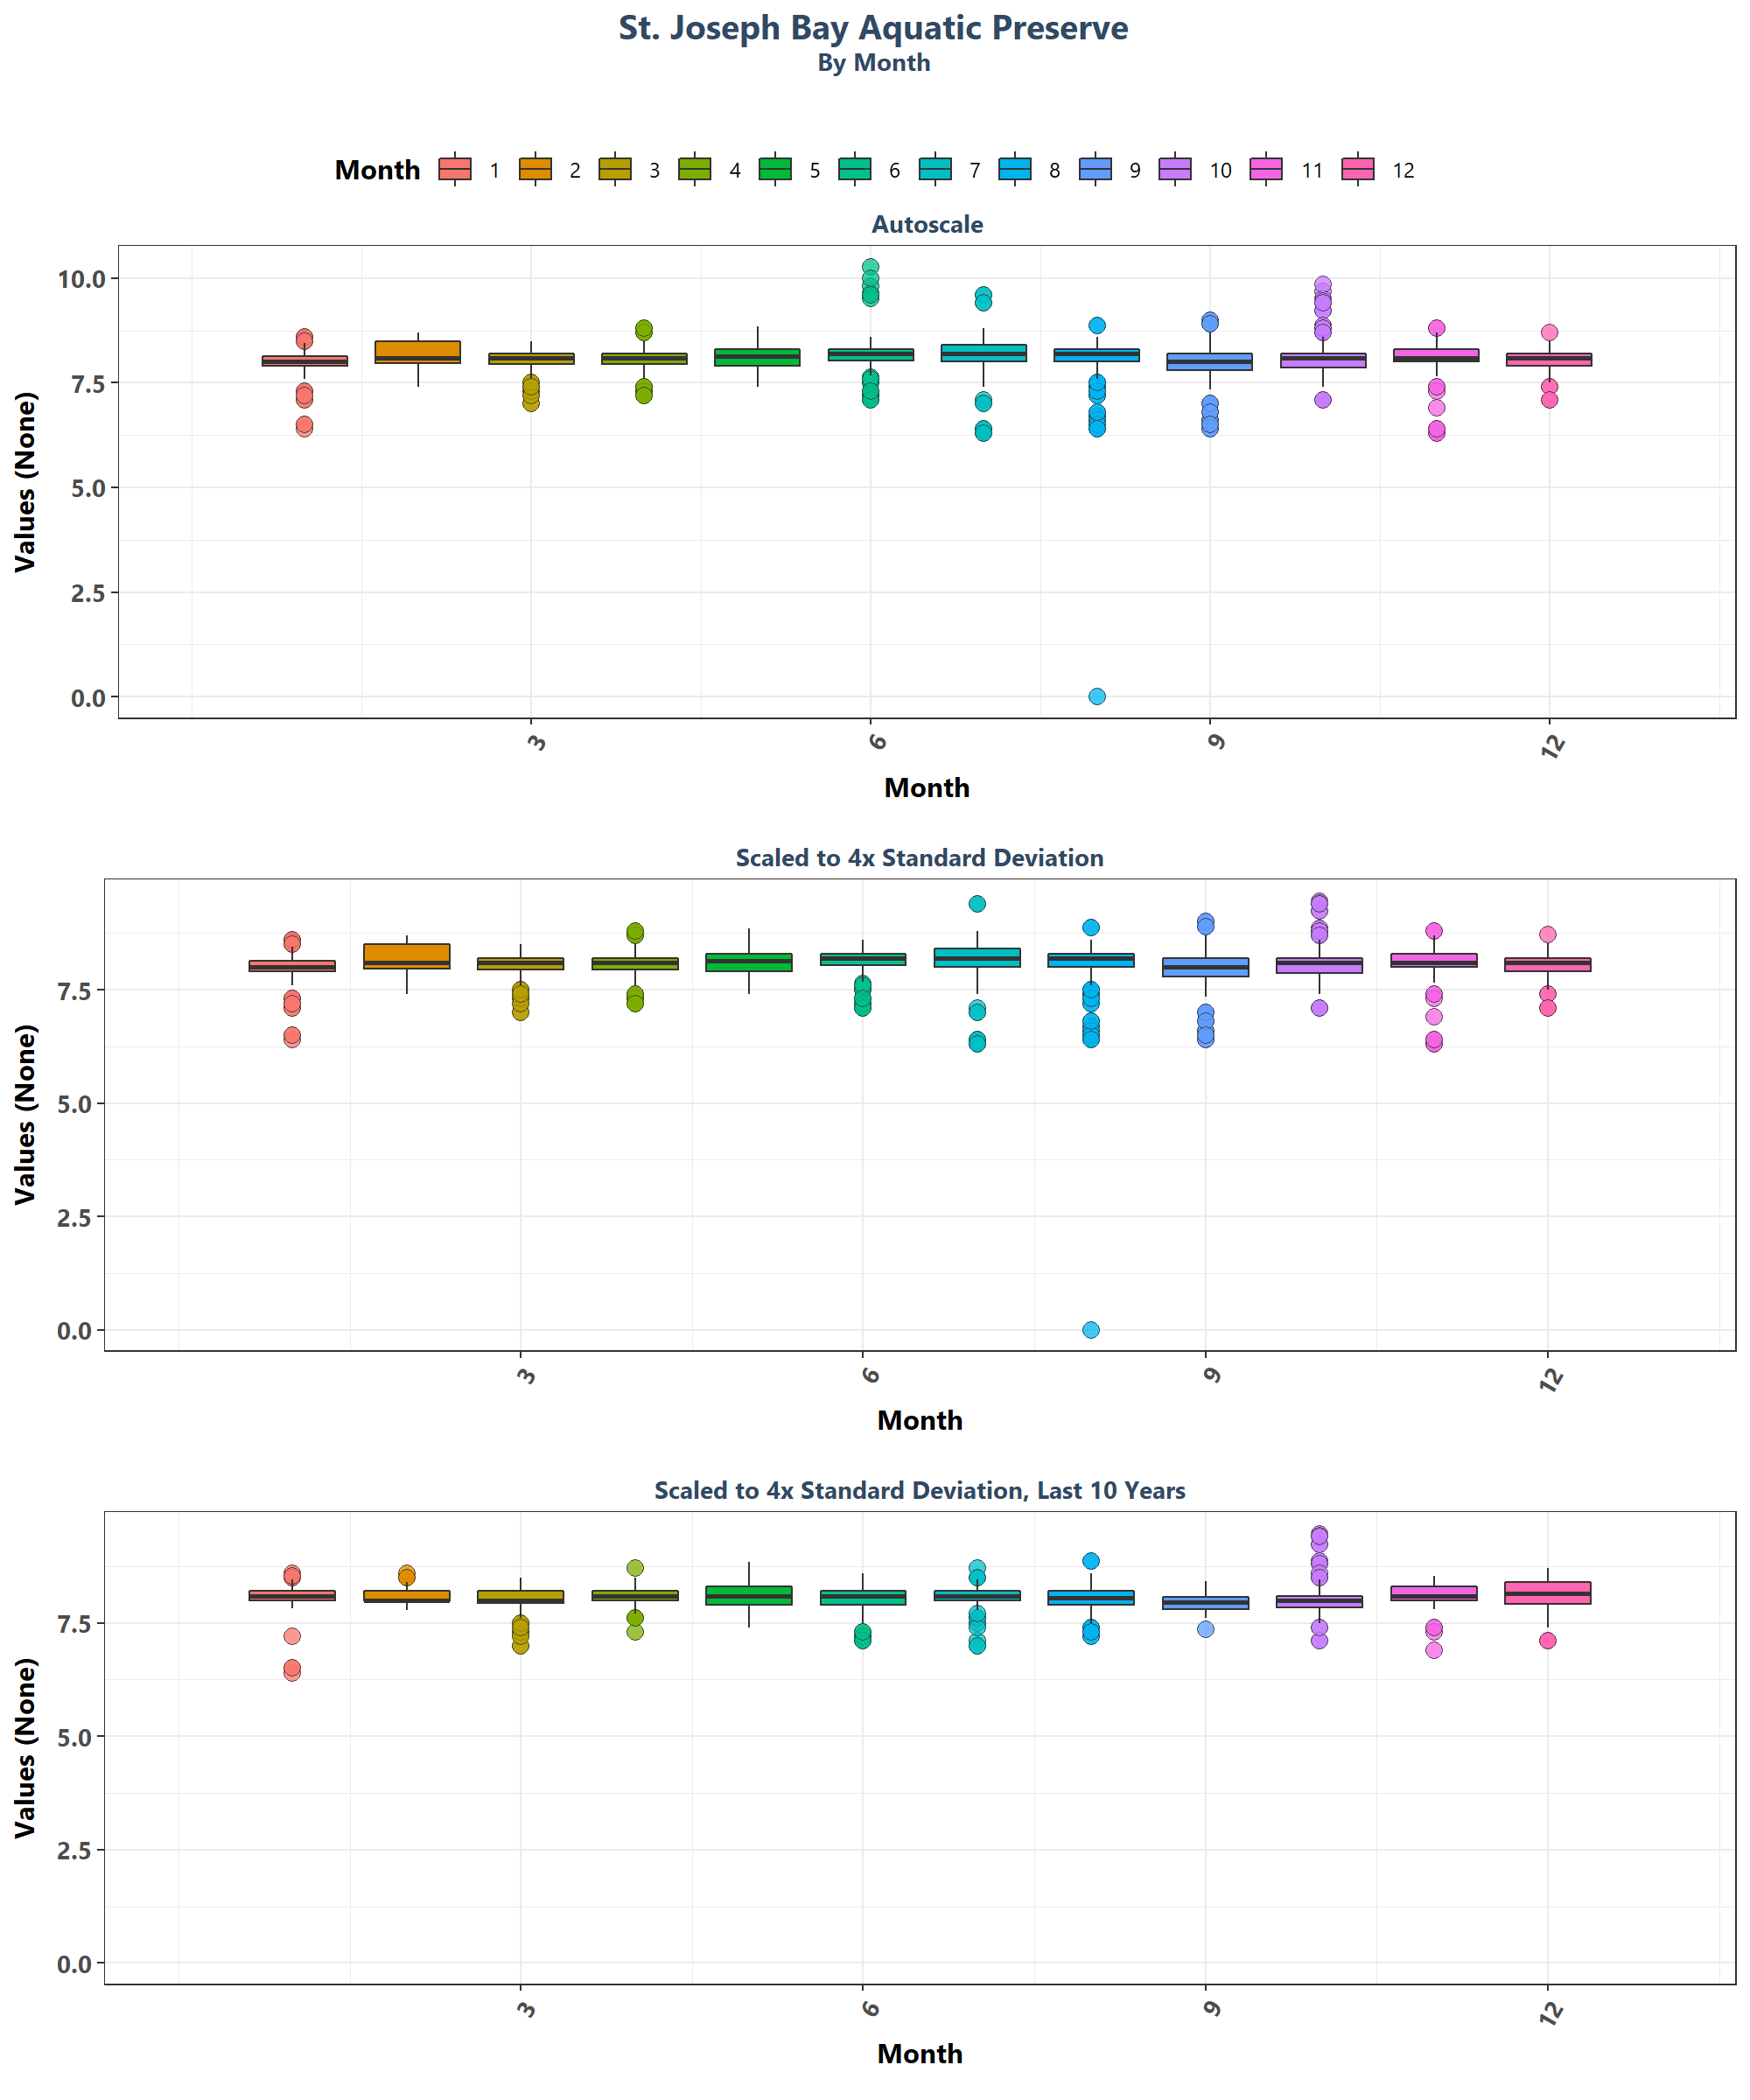 St. Joseph Bay Aquatic Preserve
By Month
Month 1 2 3 4 5 6 7 8 9 10 11 12
Autoscale
Values (None)
10.0
7.5
5.0
2.5
0.0
3 6 9 12
Month
Scaled to 4x Standard Deviation
Values (None)
7.5
5.0
2.5
0.0
3 6 9 12
Month
Scaled to 4x Standard Deviation, Last 10 Years
Values (None)
7.5
5.0
2.5
0.0
3 6 9 12
Month